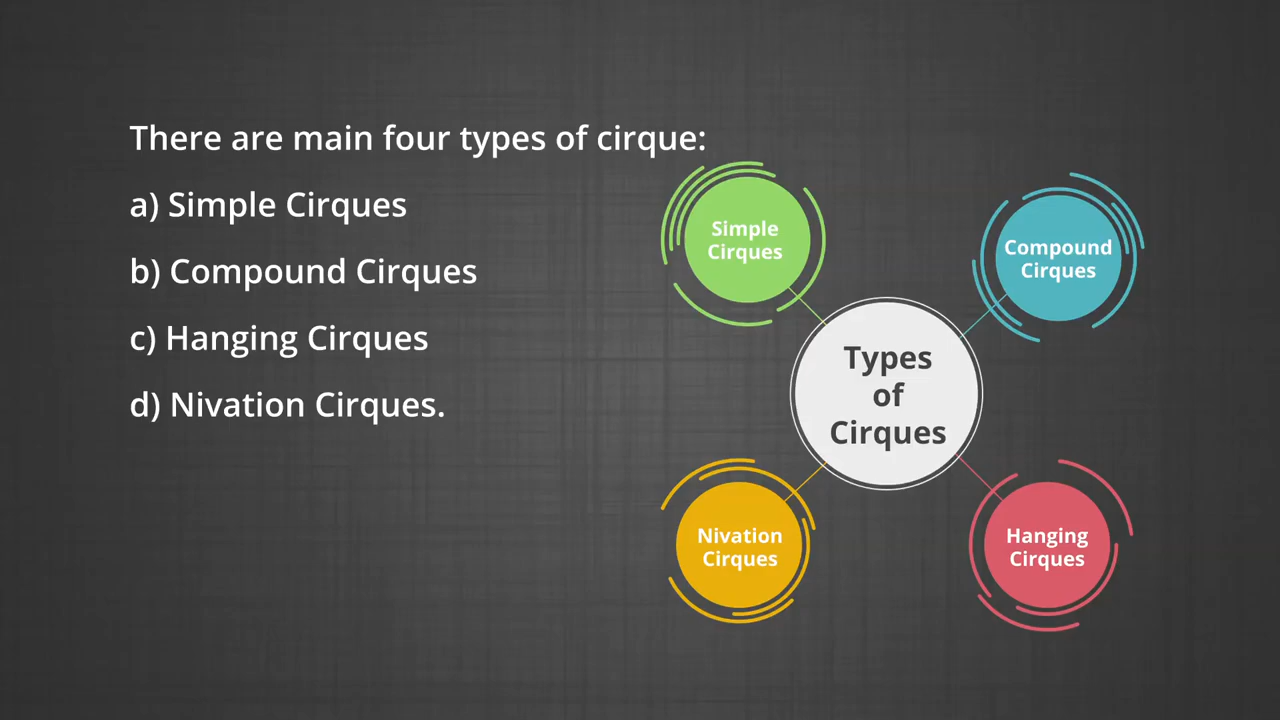 There are main four types of cirque:
a) Simple Cirques
b) Compound Cirques
c) Hanging Cirques
d) Nivation Cirques.
Simple
Cirques
Compound
Cirques
Types
of
Cirques
Nivation
Cirques
Hanging
Cirques